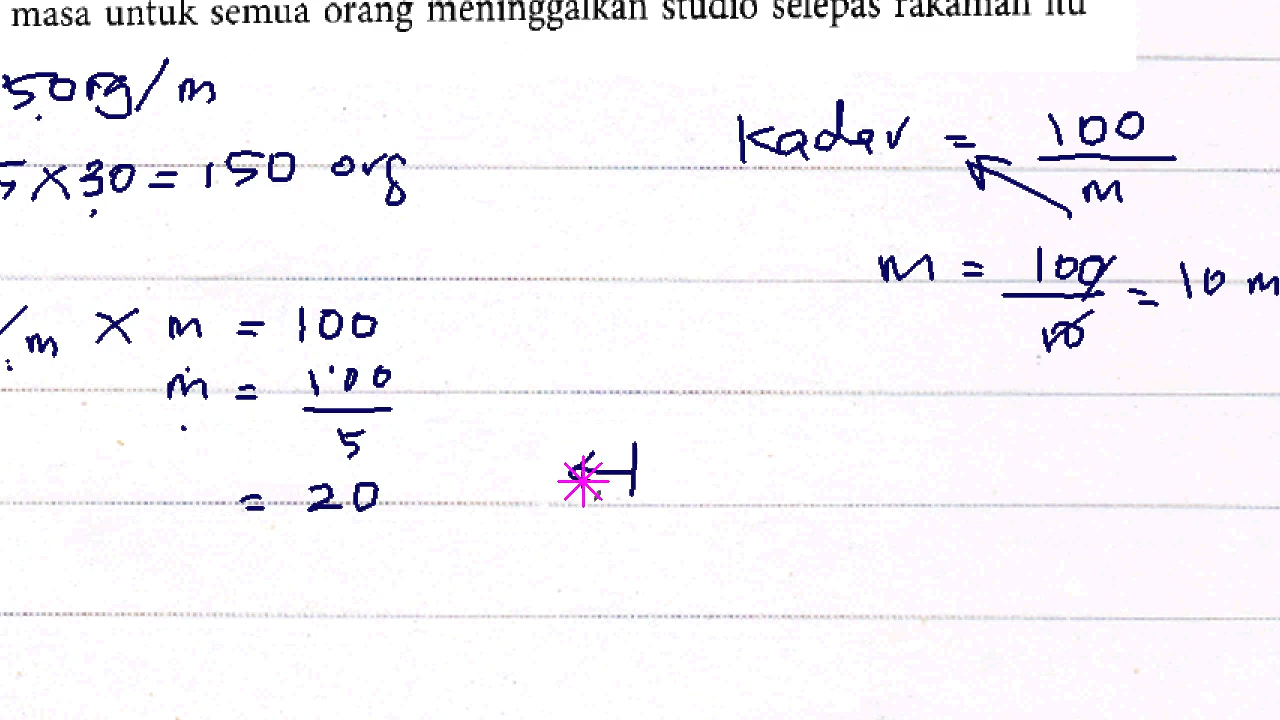 masa untuk semua orang meninggalkan studio selepas rakaman itu
5 org/m
5 × 30 = 150 org
/m × m = 100
m = 100
5
= 20
Kadar = 100
m
m = 100 = 10 m
10